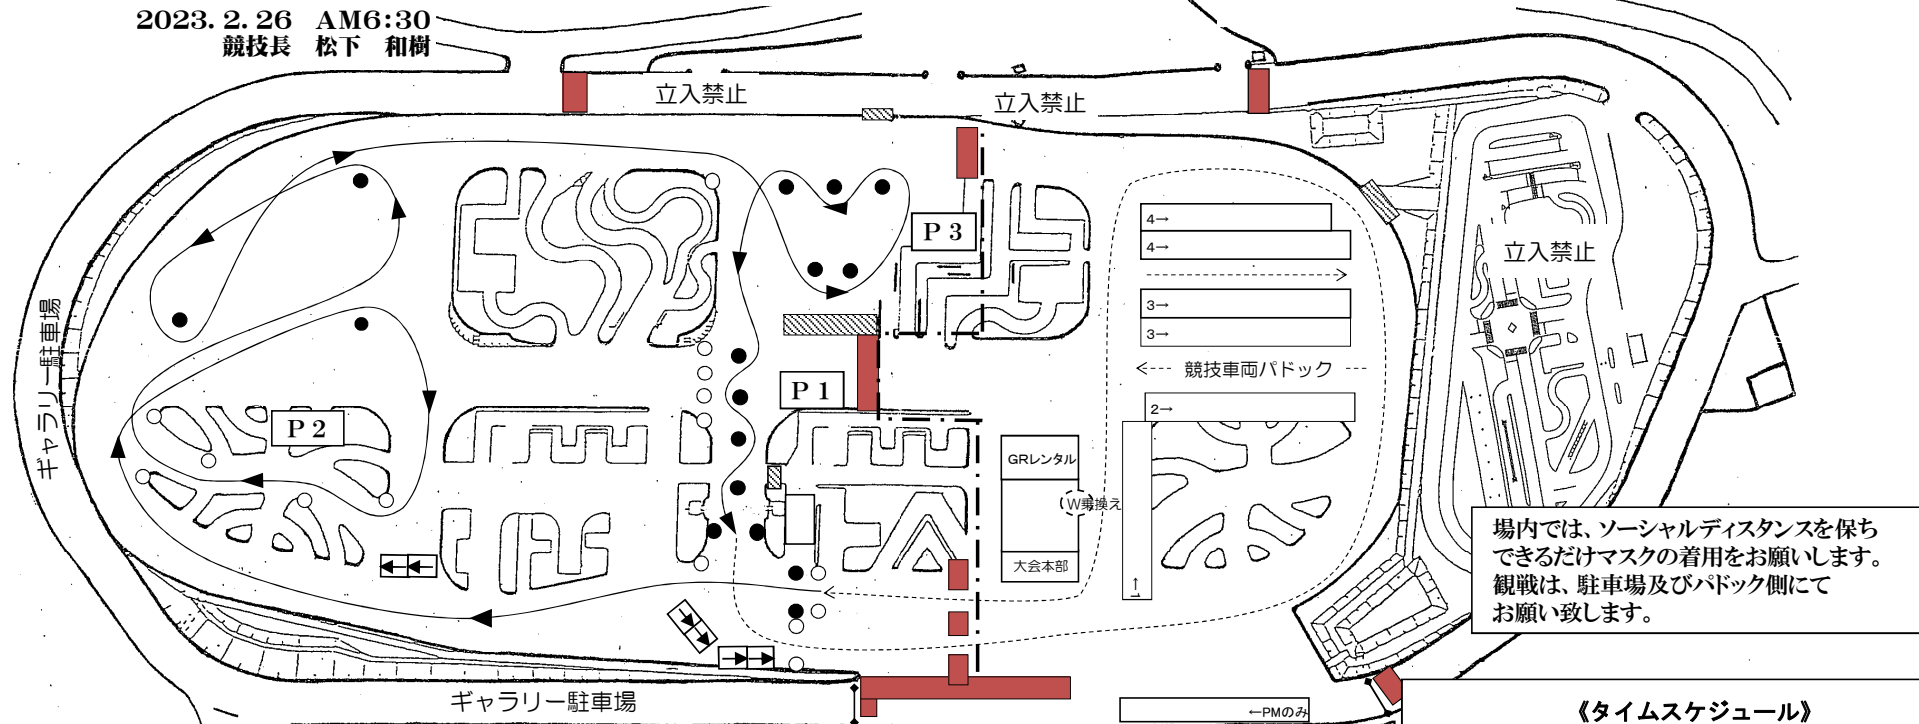 2023. 2. 26　AM6:30
競技長　松下　和樹
立入禁止
立入禁止
立入禁止
ギャラリー駐車場
P 3
P 1
P 2
4→
4→
3→
3→
競技車両パドック
2→
1→
GRレンタル
W乗換え
大会本部
場内では、ソーシャルディスタンスを保ち
できるだけマスクの着用をお願いします。
観戦は、駐車場及びパドック側にて
お願い致します。
ギャラリー駐車場
←PMのみ
《タイムスケジュール》